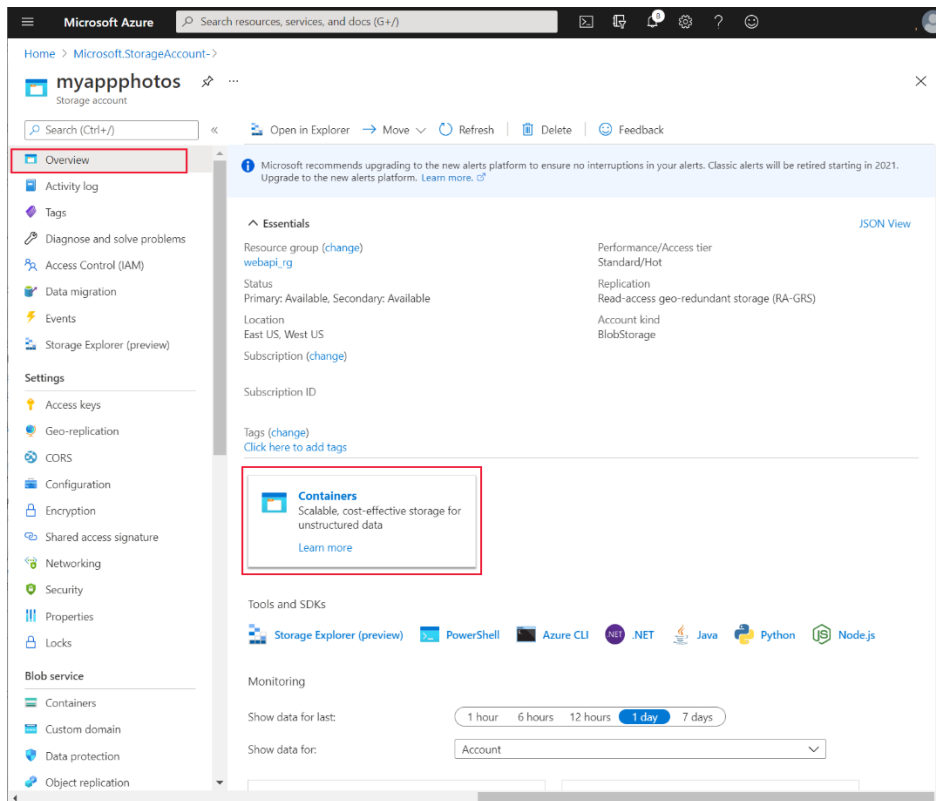 Microsoft Azure
Search resources, services, and docs (G+/)
Home > Microsoft.StorageAccount->
myappphotos
Storage account
Search (Ctrl+/)
Open in Explorer
Move
Refresh
Delete
Feedback
Overview
Activity log
Tags
Diagnose and solve problems
Access Control (IAM)
Data migration
Events
Storage Explorer (preview)
Settings
Access keys
Geo-replication
CORS
Configuration
Encryption
Shared access signature
Networking
Security
Properties
Locks
Blob service
Containers
Custom domain
Data protection
Object replication
Microsoft recommends upgrading to the new alerts platform to ensure no interruptions in your alerts. Classic alerts will be retired starting in 2021.
Upgrade to the new alerts platform. Learn more.
Essentials
JSON View
Resource group (change)
webapi_rg
Status
Primary: Available, Secondary: Available
Location
East US, West US
Subscription (change)
Subscription ID
Tags (change)
Click here to add tags
Performance/Access tier
Standard/Hot
Replication
Read-access geo-redundant storage (RA-GRS)
Account kind
BlobStorage
Containers
Scalable, cost-effective storage for
unstructured data
Learn more
Tools and SDKs
Storage Explorer (preview)
PowerShell
Azure CLI
NET
.NET
Java
Python
JS
Node.js
Monitoring
Show data for last:
1 hour
6 hours
12 hours
1 day
7 days
Show data for:
Account